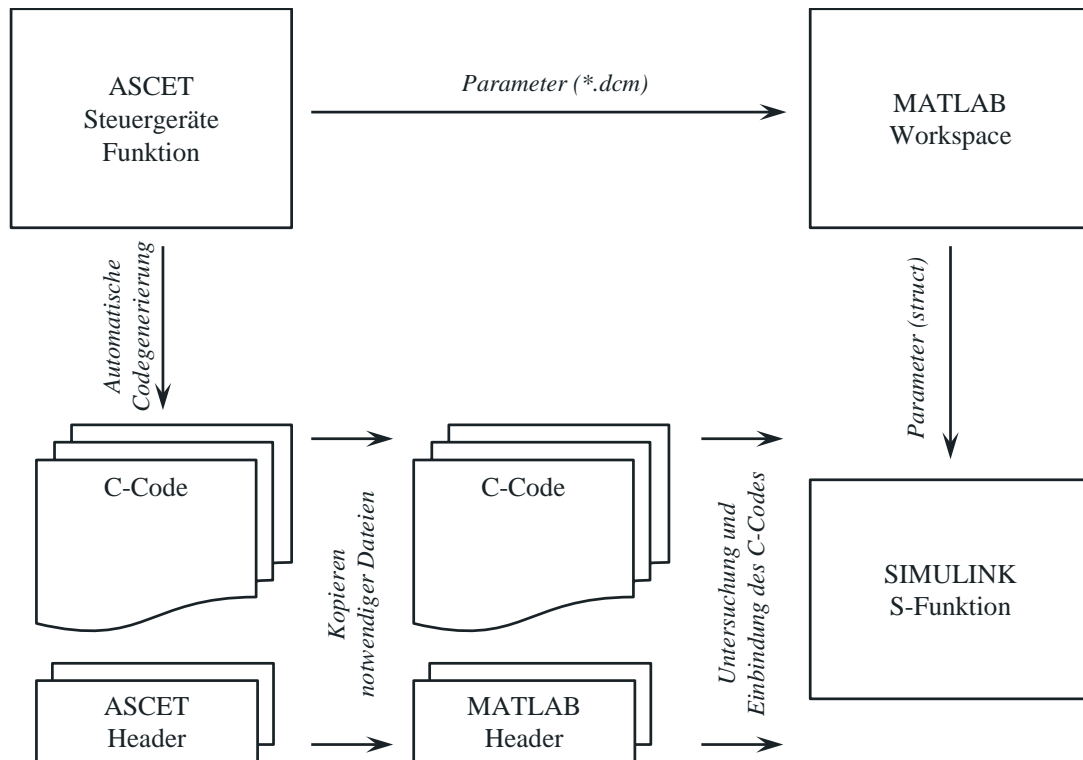 ASCET
Steuergeräte
Funktion
Parameter (*.dcm)
MATLAB
Workspace
Automatische
Codegenerierung
Parameter (struct)
C-Code
Kopieren
notwendiger Dateien
C-Code
Untersuchung und
Einbindung des C-Codes
SIMULINK
S-Funktion
ASCET
Header
MATLAB
Header